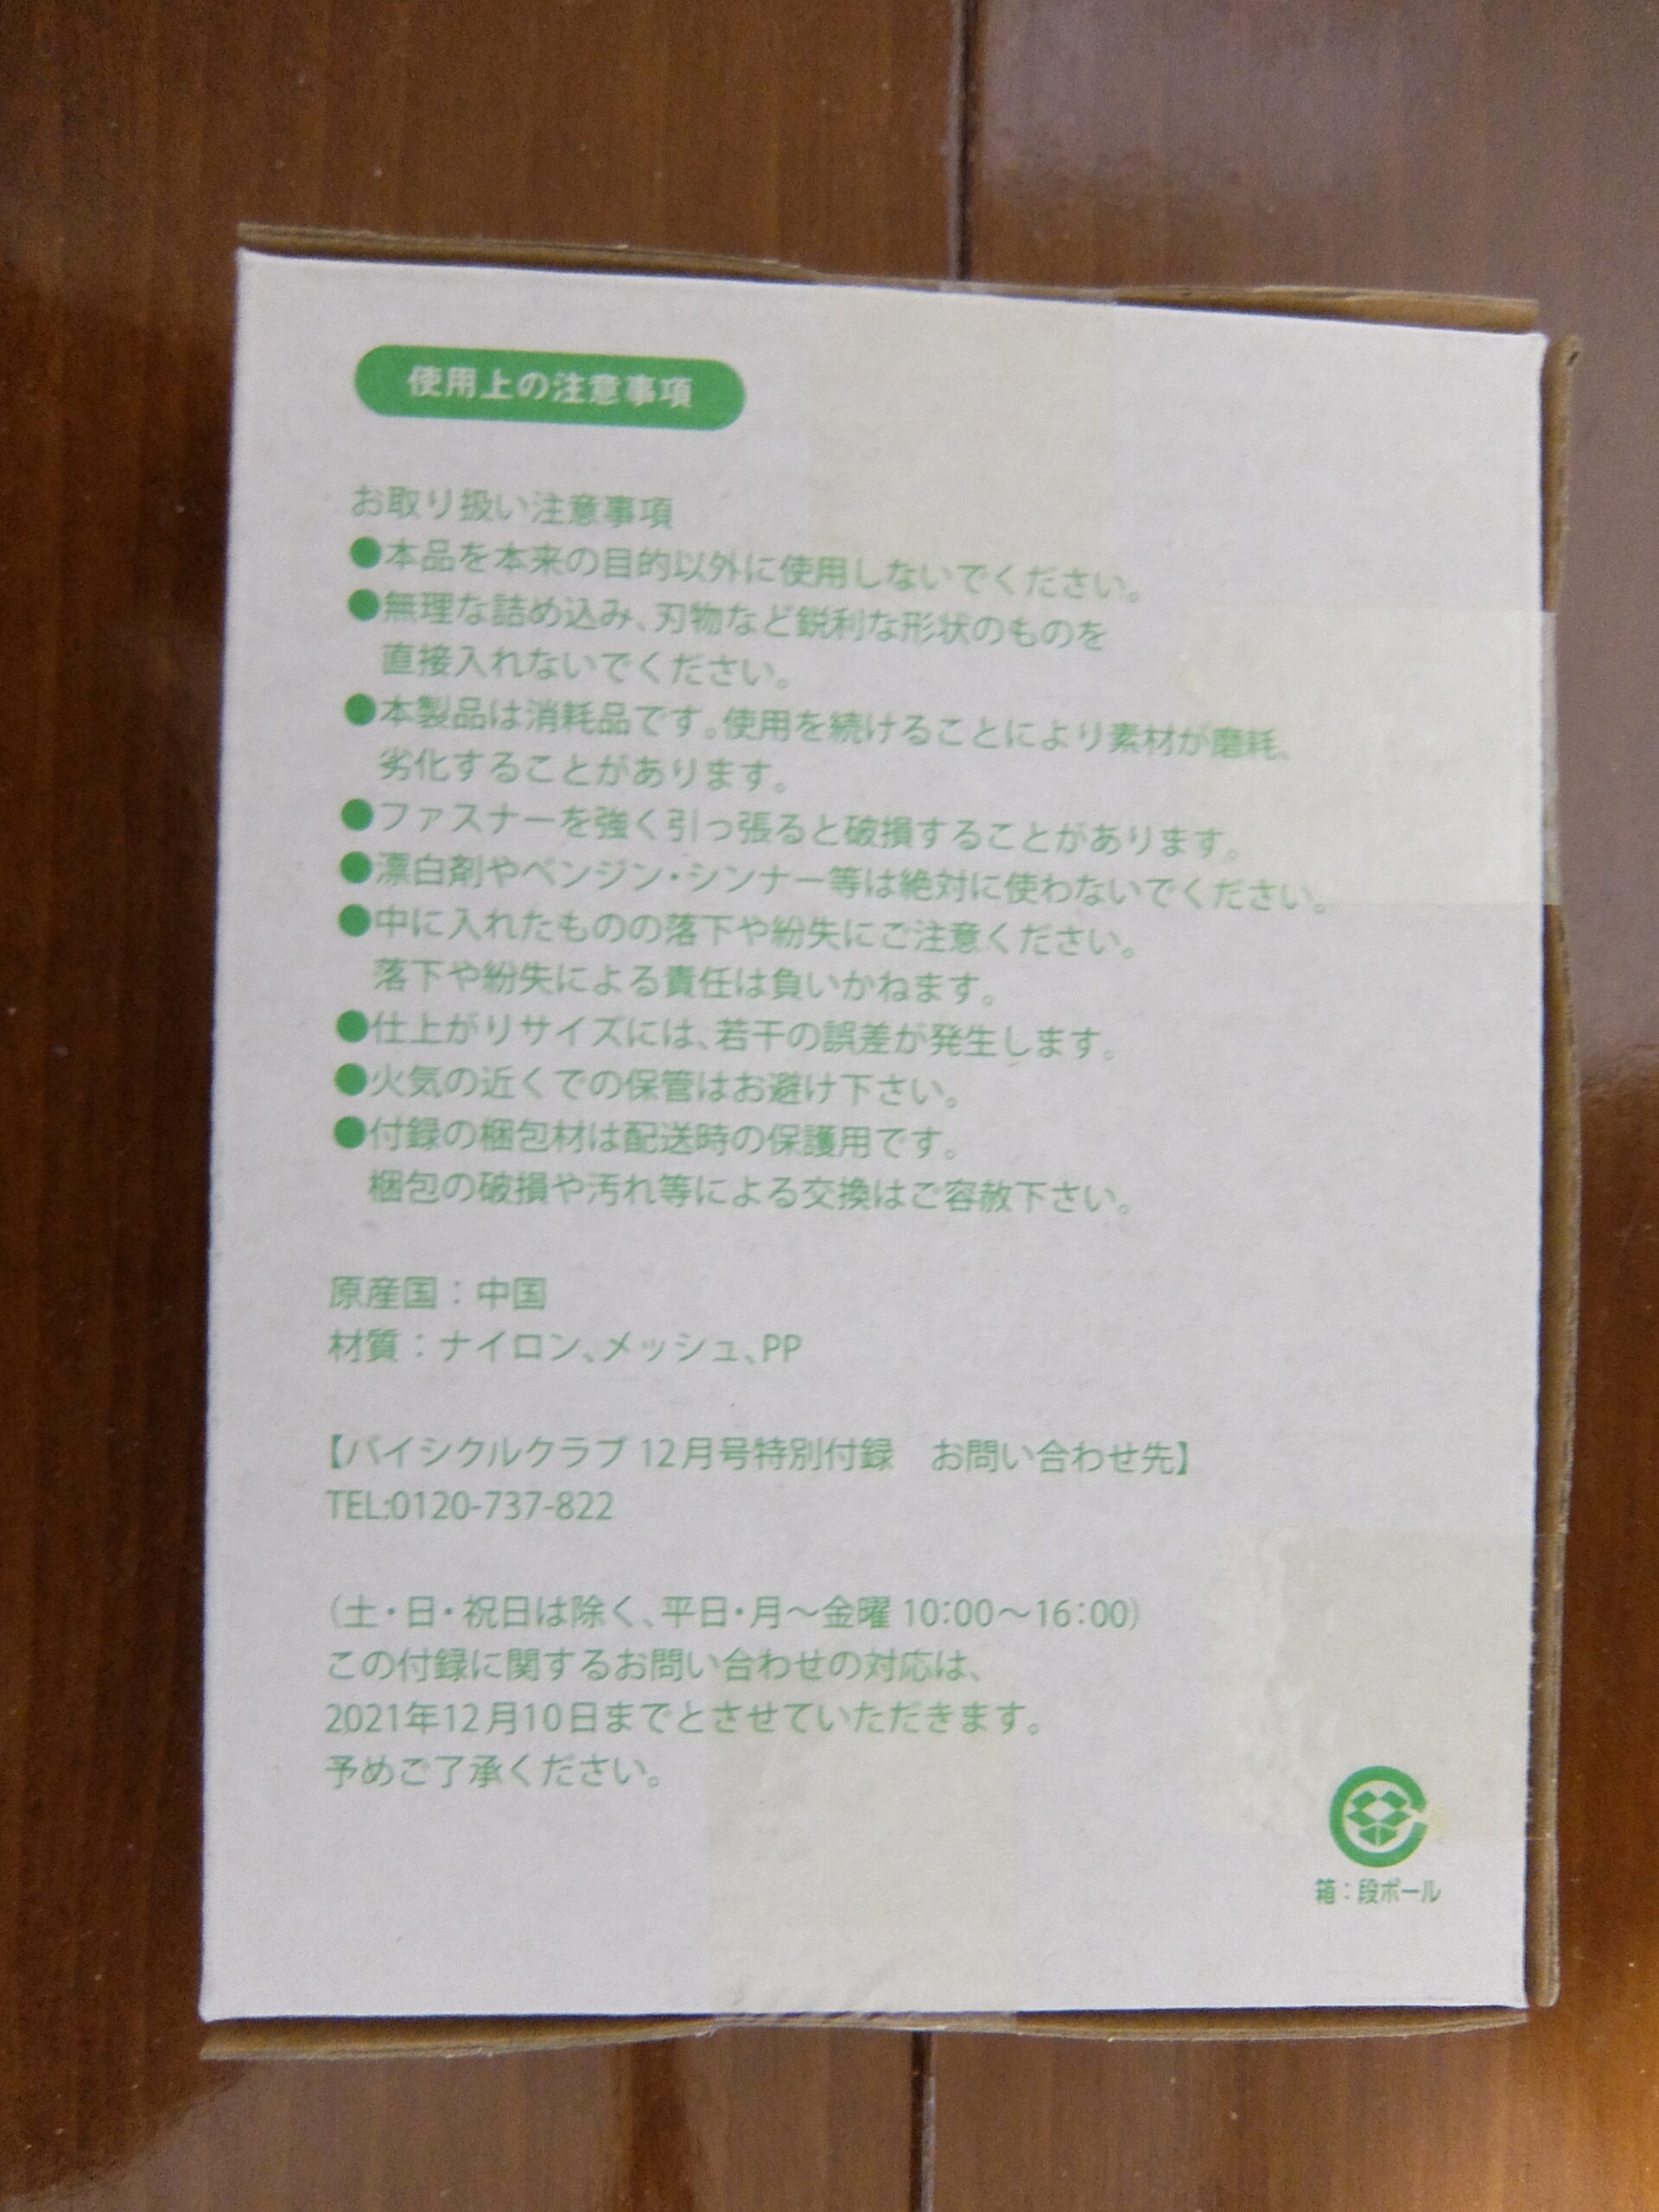 使用上の注意事項
お取り扱い注意事項
●本品を本来の目的以外に使用しないでください。
●無理な詰め込み、刃物など鋭利な形状のものを
直接入れないでください。
●本製品は消耗品です。使用を続けることにより素材が磨耗、
劣化することがあります。
●ファスナーを強く引っ張ると破損することがあります。
●漂白剤やベンジン・シンナー等は絶対に使わないでください。
●中に入れたものの落下や紛失にご注意ください。
落下や紛失による責任は負いかねます。
●仕上がりサイズには、若干の誤差が発生します。
●火気の近くでの保管はお避け下さい。
●付録の梱包材は配送時の保護用です。
梱包の破損や汚れ等による交換はご容赦下さい。
原産国：中国
材質：ナイロン、メッシュ、PP
【バイシクルクラブ 12月号特別付録　お問い合わせ先】
TEL:0120-737-822
（土・日・祝日は除く、平日・月〜金曜 10:00〜16:00）
この付録に関するお問い合わせの対応は、
2021年12月10日までとさせていただきます。
予めご了承ください。
箱：段ボール